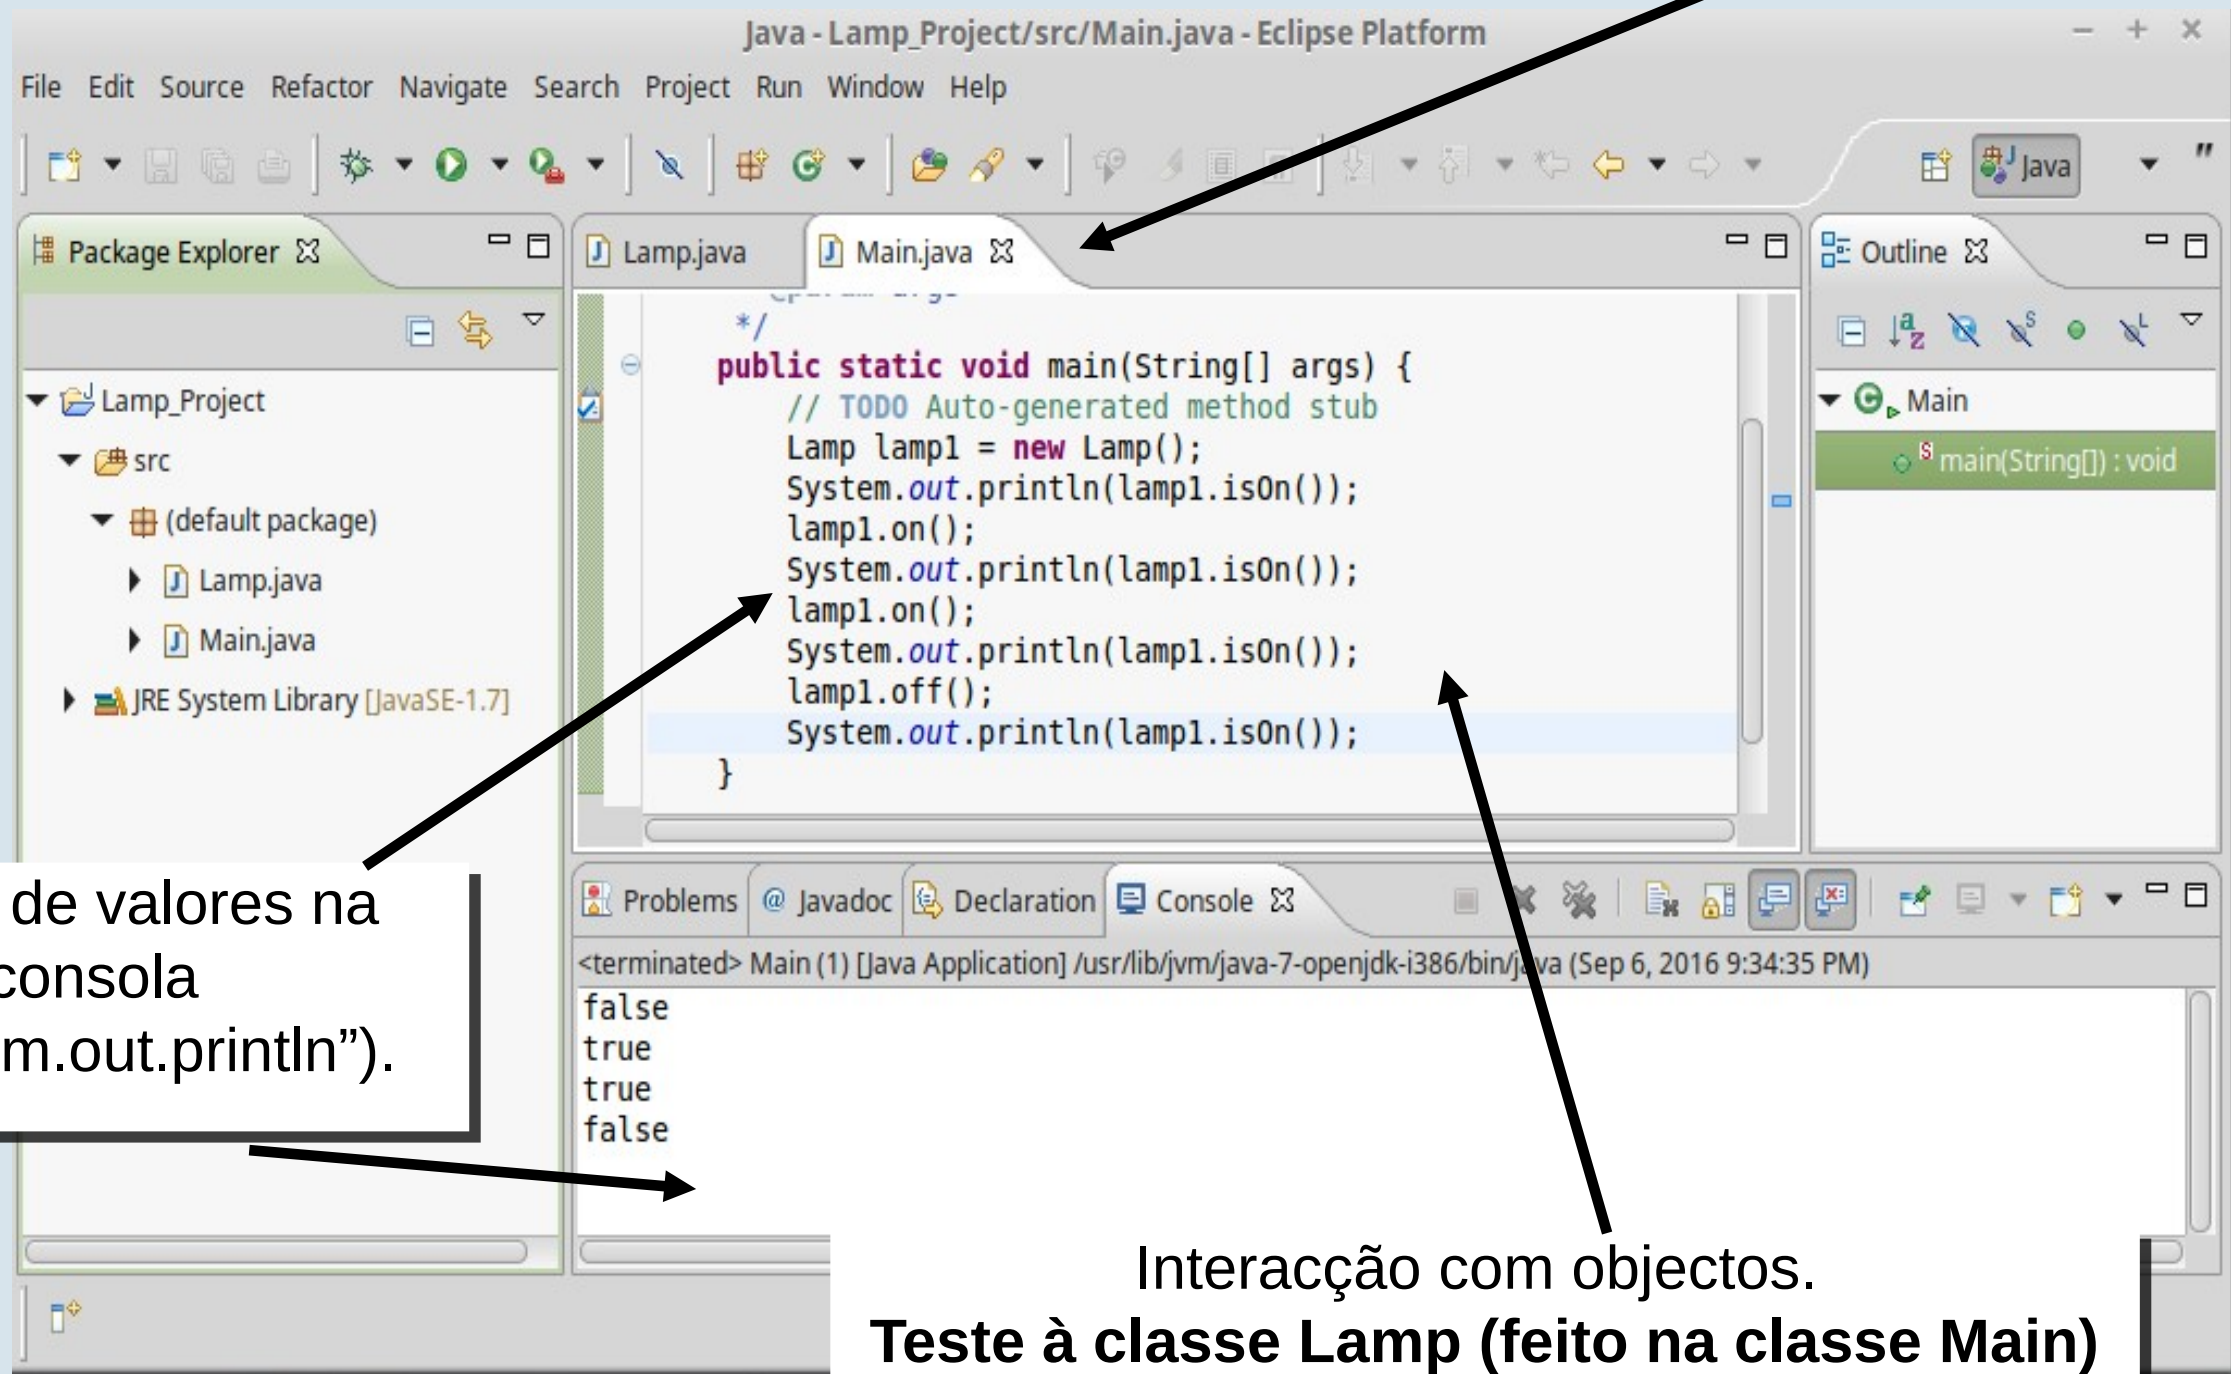 Java - Lamp_Project/src/Main.java - Eclipse Platform
File Edit Source Refactor Navigate Search Project Run Window Help
Java
Package Explorer
Lamp_Project
src
(default package)
Lamp.java
Main.java
JRE System Library [JavaSE-1.7]
Lamp.java Main.java
*/
public static void main(String[] args) {
// TODO Auto-generated method stub
Lamp lamp1 = new Lamp();
System.out.println(lamp1.isOn());
lamp1.on();
System.out.println(lamp1.isOn());
lamp1.on();
System.out.println(lamp1.isOn());
lamp1.off();
System.out.println(lamp1.isOn());
}
Outline
Main
main(String[]) : void
de valores na
consola
m.out.println”).
Problems Javadoc Declaration Console
<terminated> Main (1) [Java Application] /usr/lib/jvm/java-7-openjdk-i386/bin/java (Sep 6, 2016 9:34:35 PM)
false
true
true
false
Interacção com objectos.
Teste à classe Lamp (feito na classe Main)